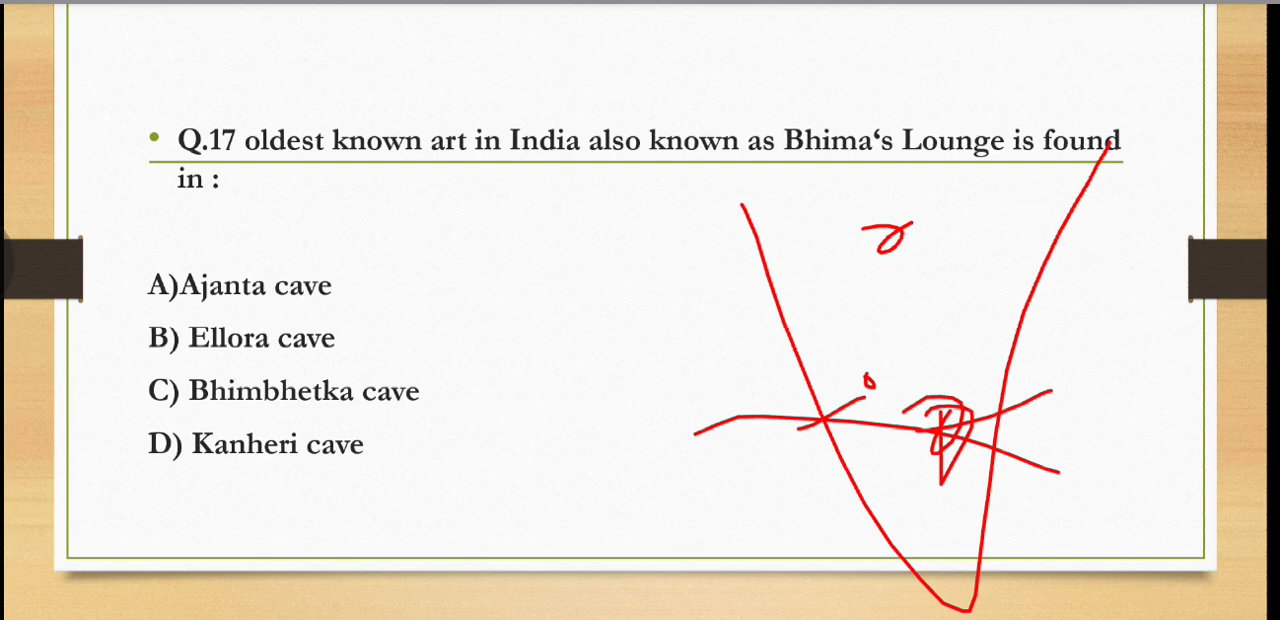 • Q.17 oldest known art in India also known as Bhima‘s Lounge is found
in :
A)Ajanta cave
B) Ellora cave
C) Bhimbhetka cave
D) Kanheri cave